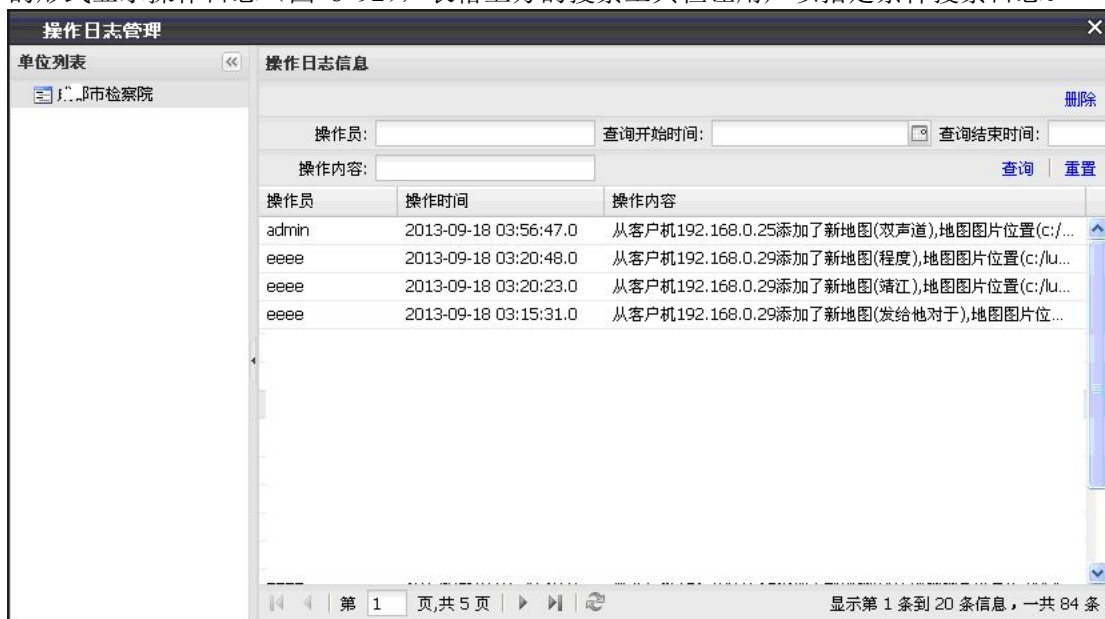 操作日志管理
单位列表
市检察院
操作日志信息
删除
操作员: 查询开始时间: 查询结束时间:
操作内容: 查询 重置
操作员 操作时间 操作内容
admin 2013-09-18 03:56:47.0 从客户机192.168.0.25添加了新地图(双声道),地图图片位置(c:/...
eeee 2013-09-18 03:20:48.0 从客户机192.168.0.29添加了新地图(程度),地图图片位置(c:/lu...
eeee 2013-09-18 03:20:23.0 从客户机192.168.0.29添加了新地图(靖江),地图图片位置(c:/lu...
eeee 2013-09-18 03:15:31.0 从客户机192.168.0.29添加了新地图(发给他对于),地图图片位...
第 1 页,共 5 页 显示第 1 条到 20 条信息，一共 84 条